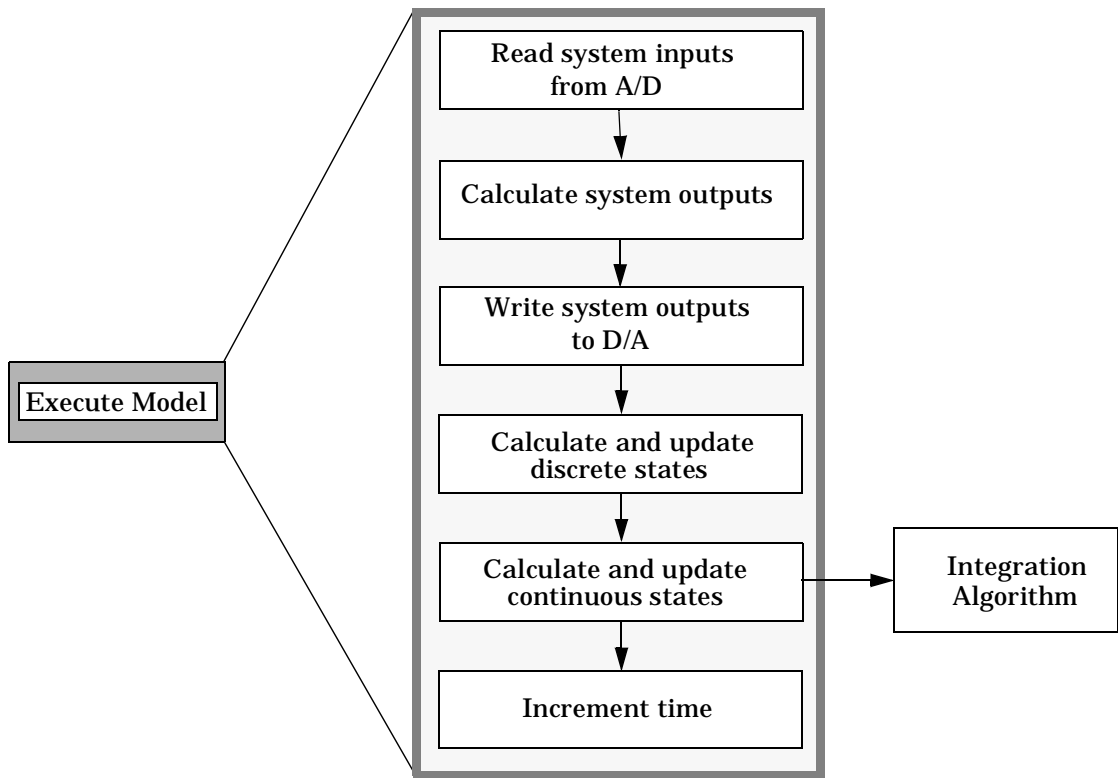 Read system inputs
from A/D
Calculate system outputs
Write system outputs
to D/A
Execute Model
Calculate and update
discrete states
Calculate and update
continuous states
Integration
Algorithm
Increment time